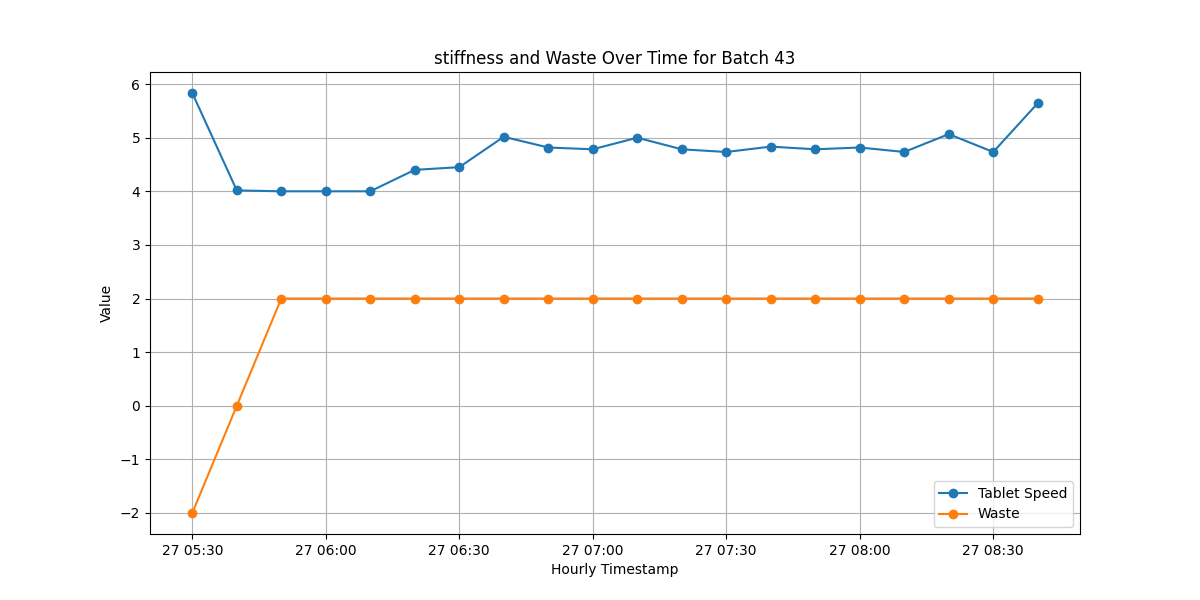 stiffness and Waste Over Time for Batch 43
6
5
4
3
2
1
0
−1
−2
Value
Tablet Speed
Waste
27 05:30 27 06:00 27 06:30 27 07:00 27 07:30 27 08:00 27 08:30
Hourly Timestamp